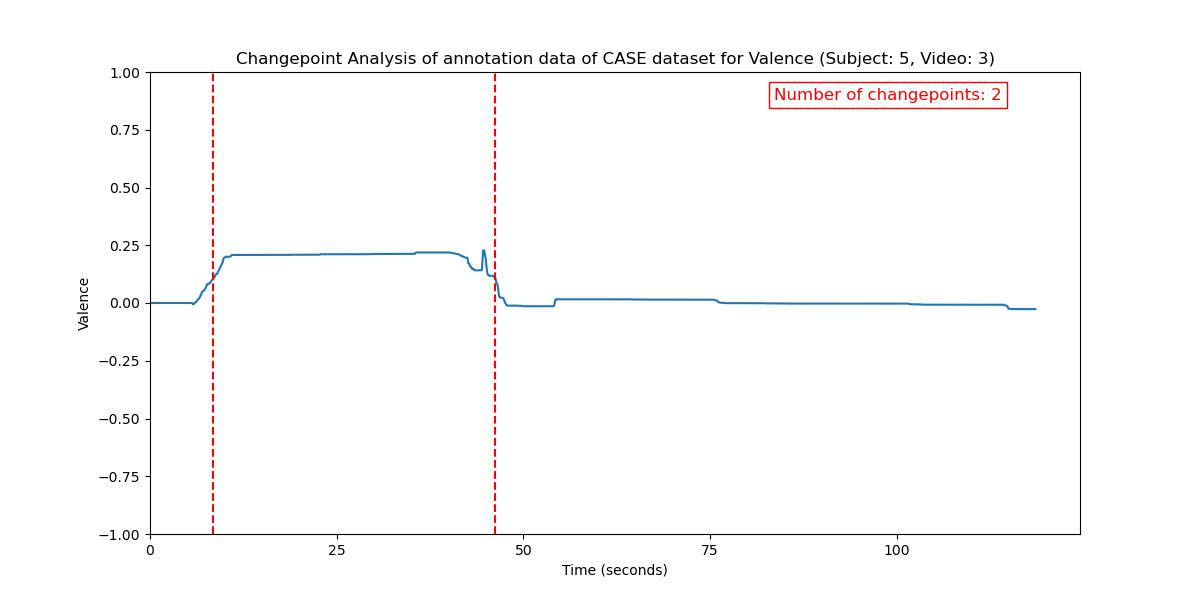 Changepoint Analysis of annotation data of CASE dataset for Valence (Subject: 5, Video: 3)
Number of changepoints: 2
1.00
0.75
0.50
0.25
0.00
−0.25
−0.50
−0.75
−1.00
Valence
0 25 50 75 100
Time (seconds)